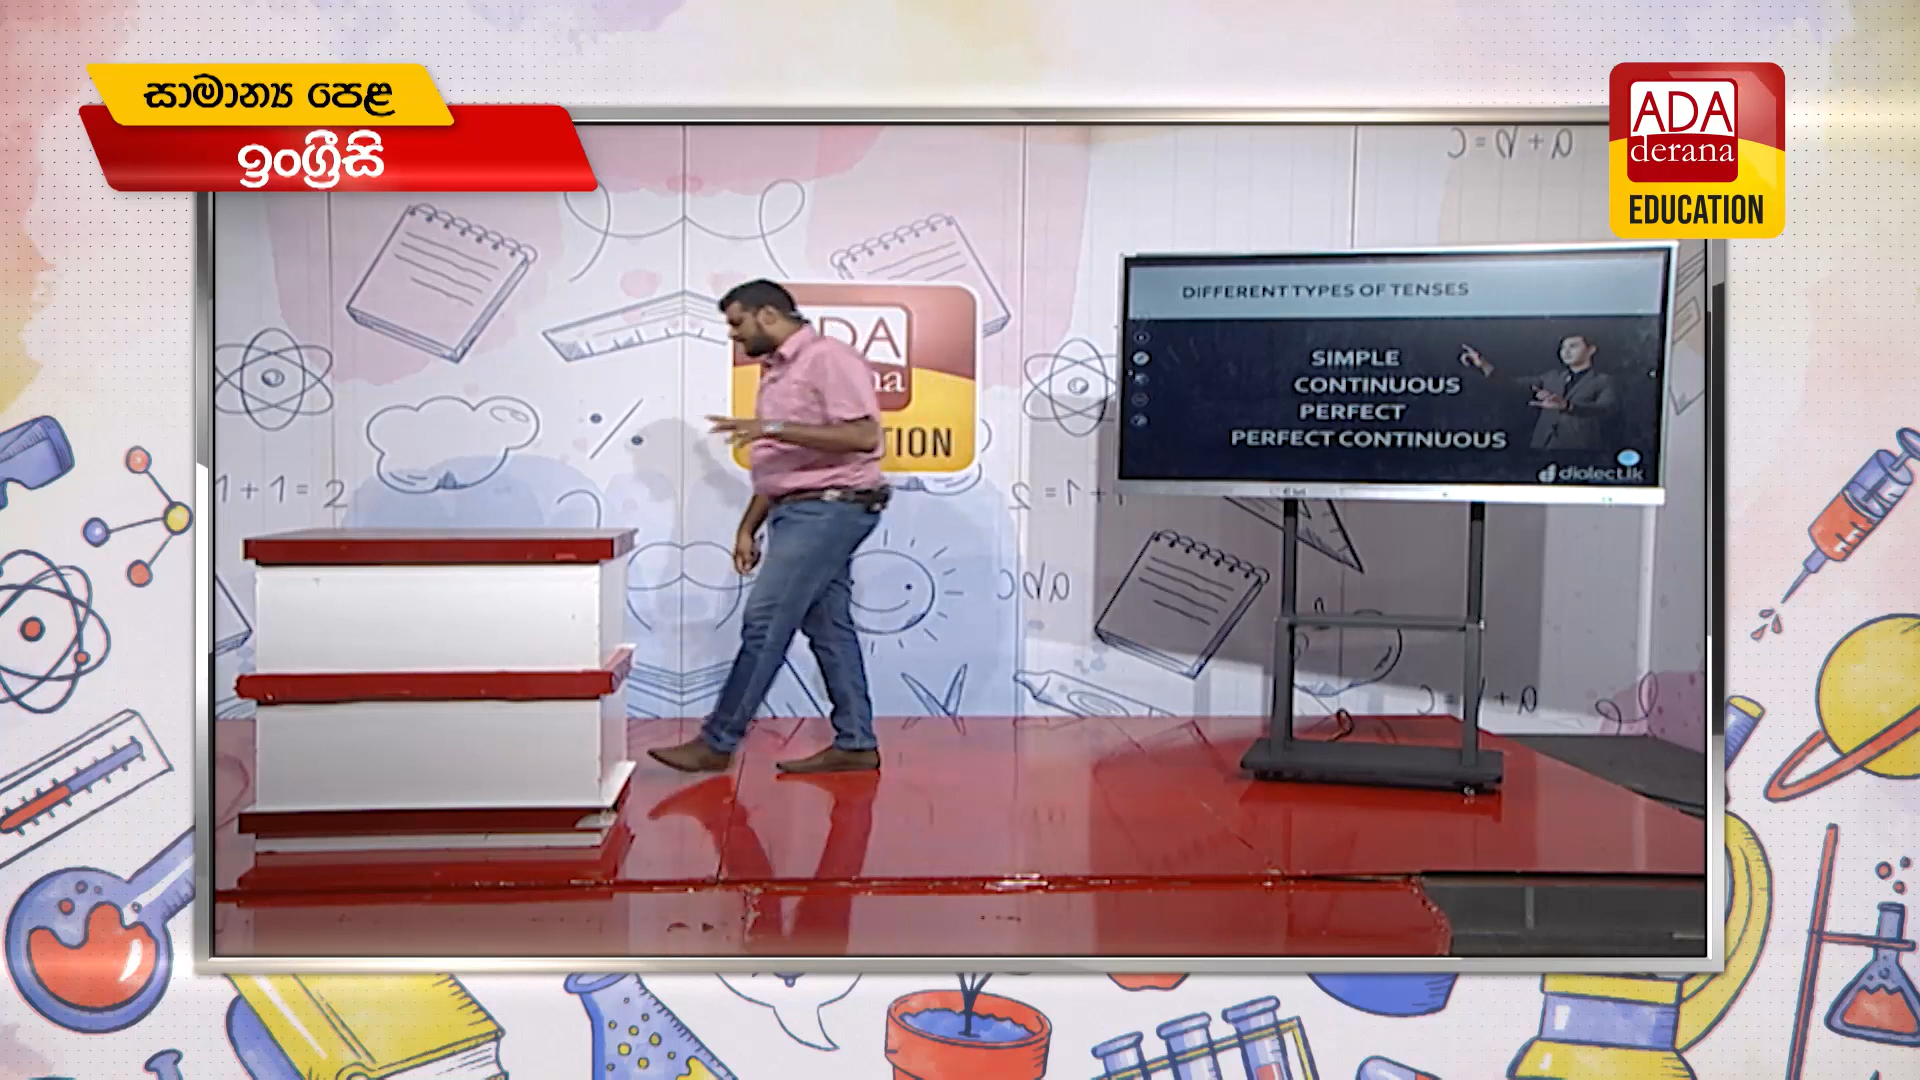 සාමාන්‍ය පෙළ
ඉංග්‍රීසි
ADA
derana
EDUCATION
DIFFERENT TYPES OF TENSES
SIMPLE
CONTINUOUS
PERFECT
PERFECT CONTINUOUS
dialect.lk
1+1=2